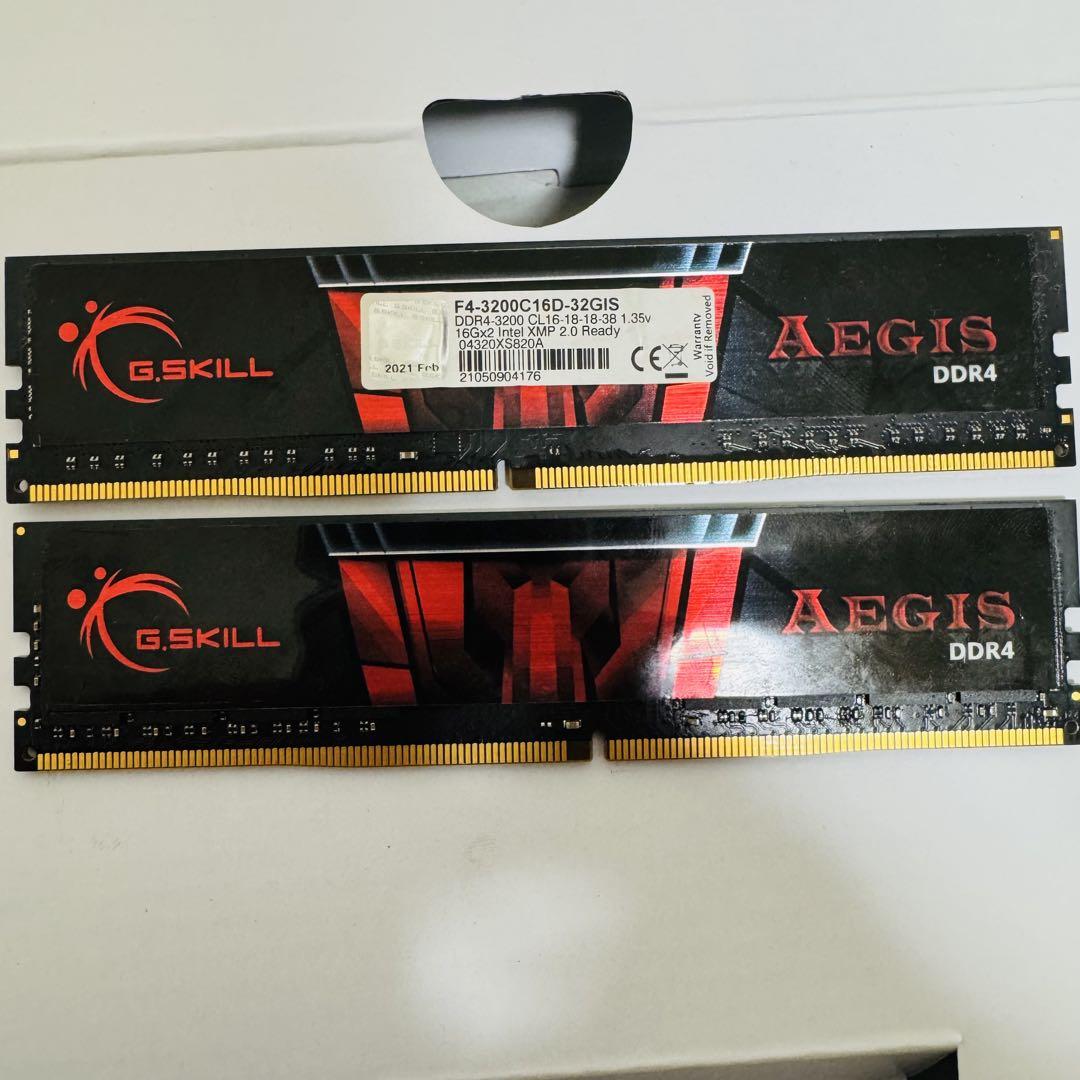 G.SKILL
F4-3200C16D-32GIS
DDR4-3200 CL16-18-18-38 1.35v
16Gx2 Intel XMP 2.0 Ready
04320XS820A
21050904176
2021 Feb
CE
Warranty
Void if Removed
AEGIS
DDR4
G.SKILL
AEGIS
DDR4